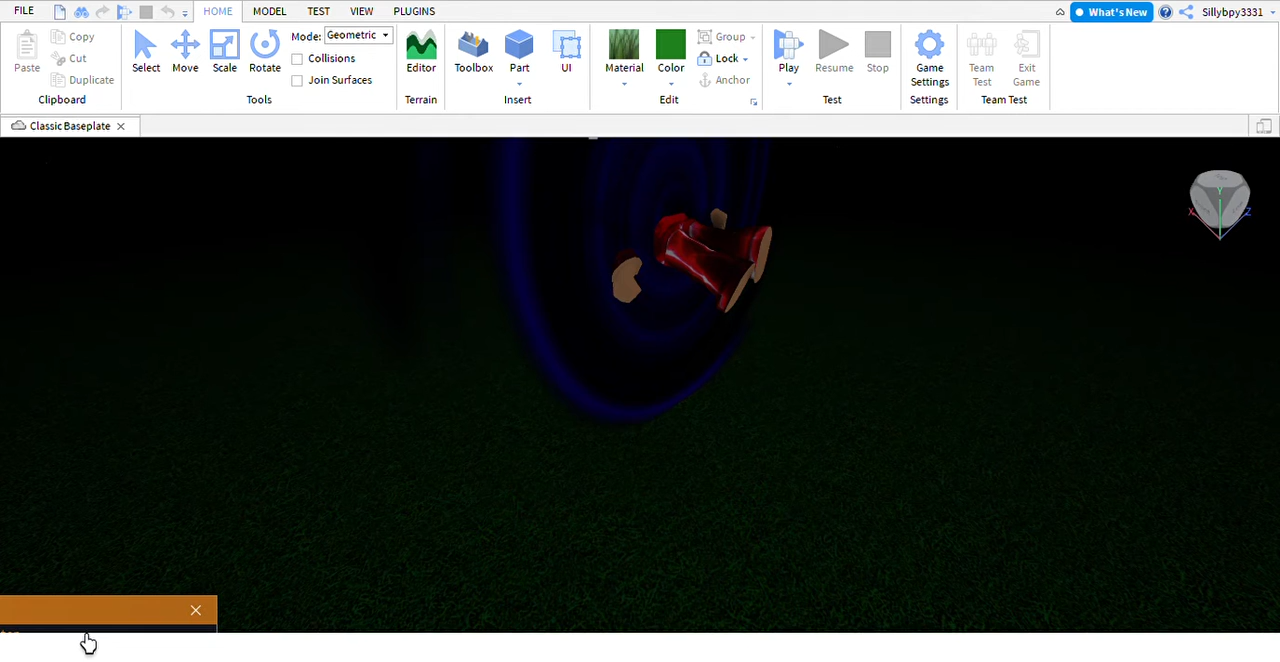 FILE HOME MODEL TEST VIEW PLUGINS What's New Sillybpy3331
Paste Copy Cut Duplicate Clipboard
Select Move Scale Rotate Mode: Geometric Collisions Join Surfaces Tools
Editor Terrain
Toolbox Part UI Insert
Material Color Group Lock Anchor Edit
Play Resume Stop Test
Game Settings Settings
Team Test Exit Game Team Test
Classic Baseplate
Y
X Z